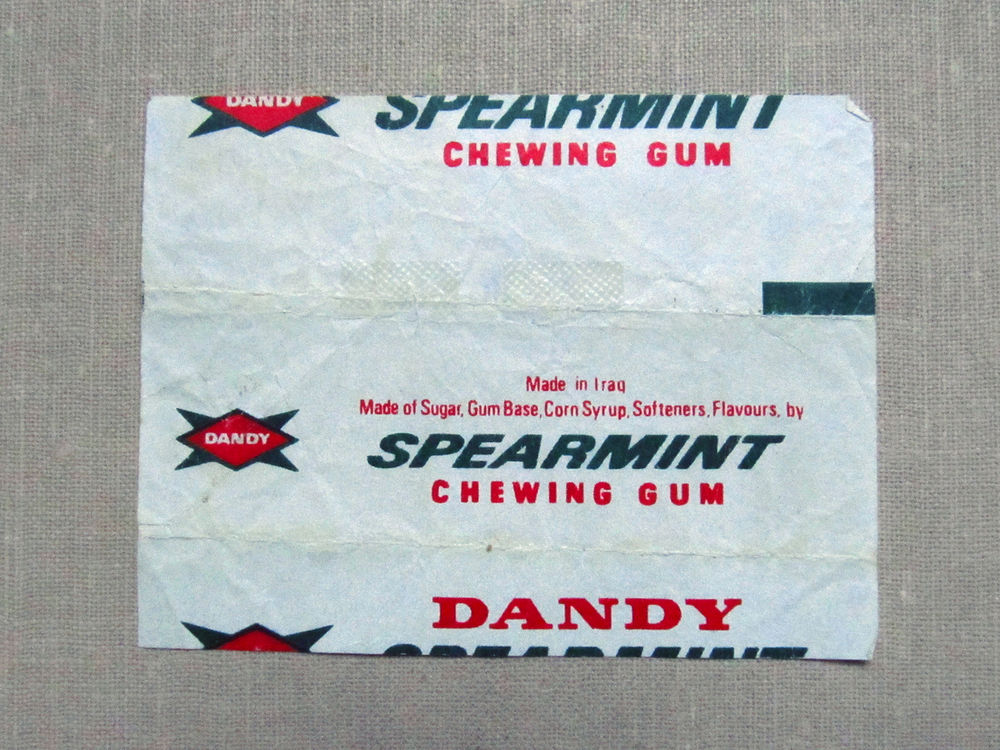 DANDY
SPEARMINT
CHEWING GUM
Made in Iraq
Made of Sugar, Gum Base, Corn Syrup, Softeners, Flavours, by
DANDY
SPEARMINT
CHEWING GUM
DANDY
SPEARMINT